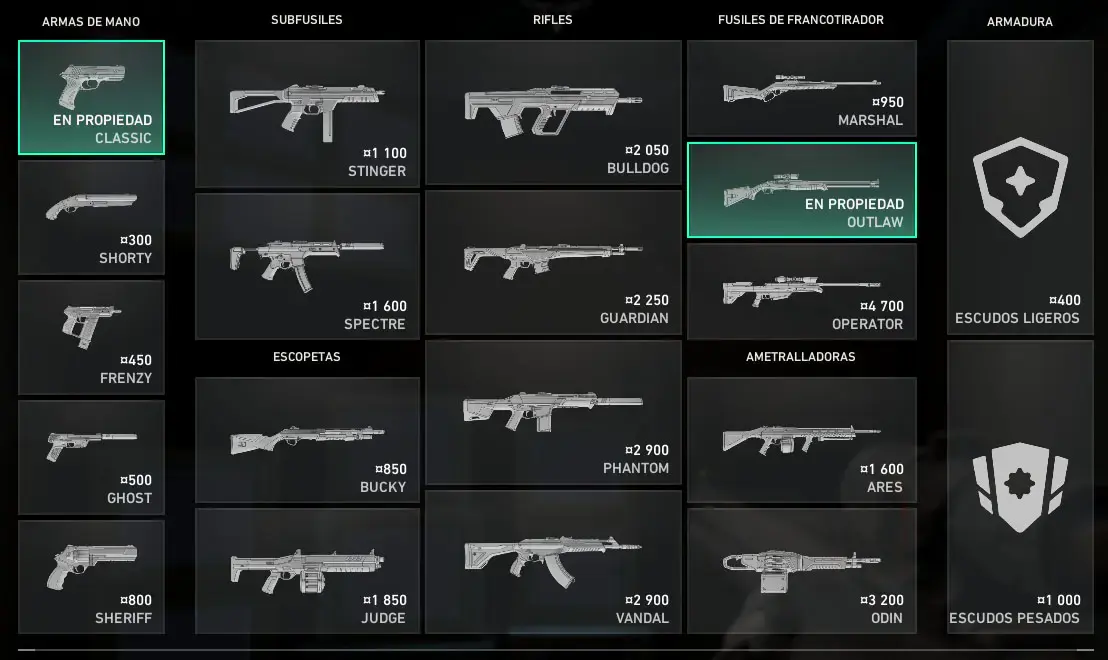 ARMAS DE MANO
EN PROPIEDAD
CLASSIC
¤300
SHORTY
¤450
FRENZY
¤500
GHOST
¤800
SHERIFF
SUBFUSILES
¤1 100
STINGER
¤1 600
SPECTRE
ESCOPETAS
¤850
BUCKY
¤1 850
JUDGE
RIFLES
¤2 050
BULLDOG
¤2 250
GUARDIAN
¤2 900
PHANTOM
¤2 900
VANDAL
FUSILES DE FRANCOTIRADOR
¤950
MARSHAL
EN PROPIEDAD
OUTLAW
¤4 700
OPERATOR
AMETRALLADORAS
¤1 600
ARES
¤3 200
ODIN
ARMADURA
¤400
ESCUDOS LIGEROS
¤1 000
ESCUDOS PESADOS